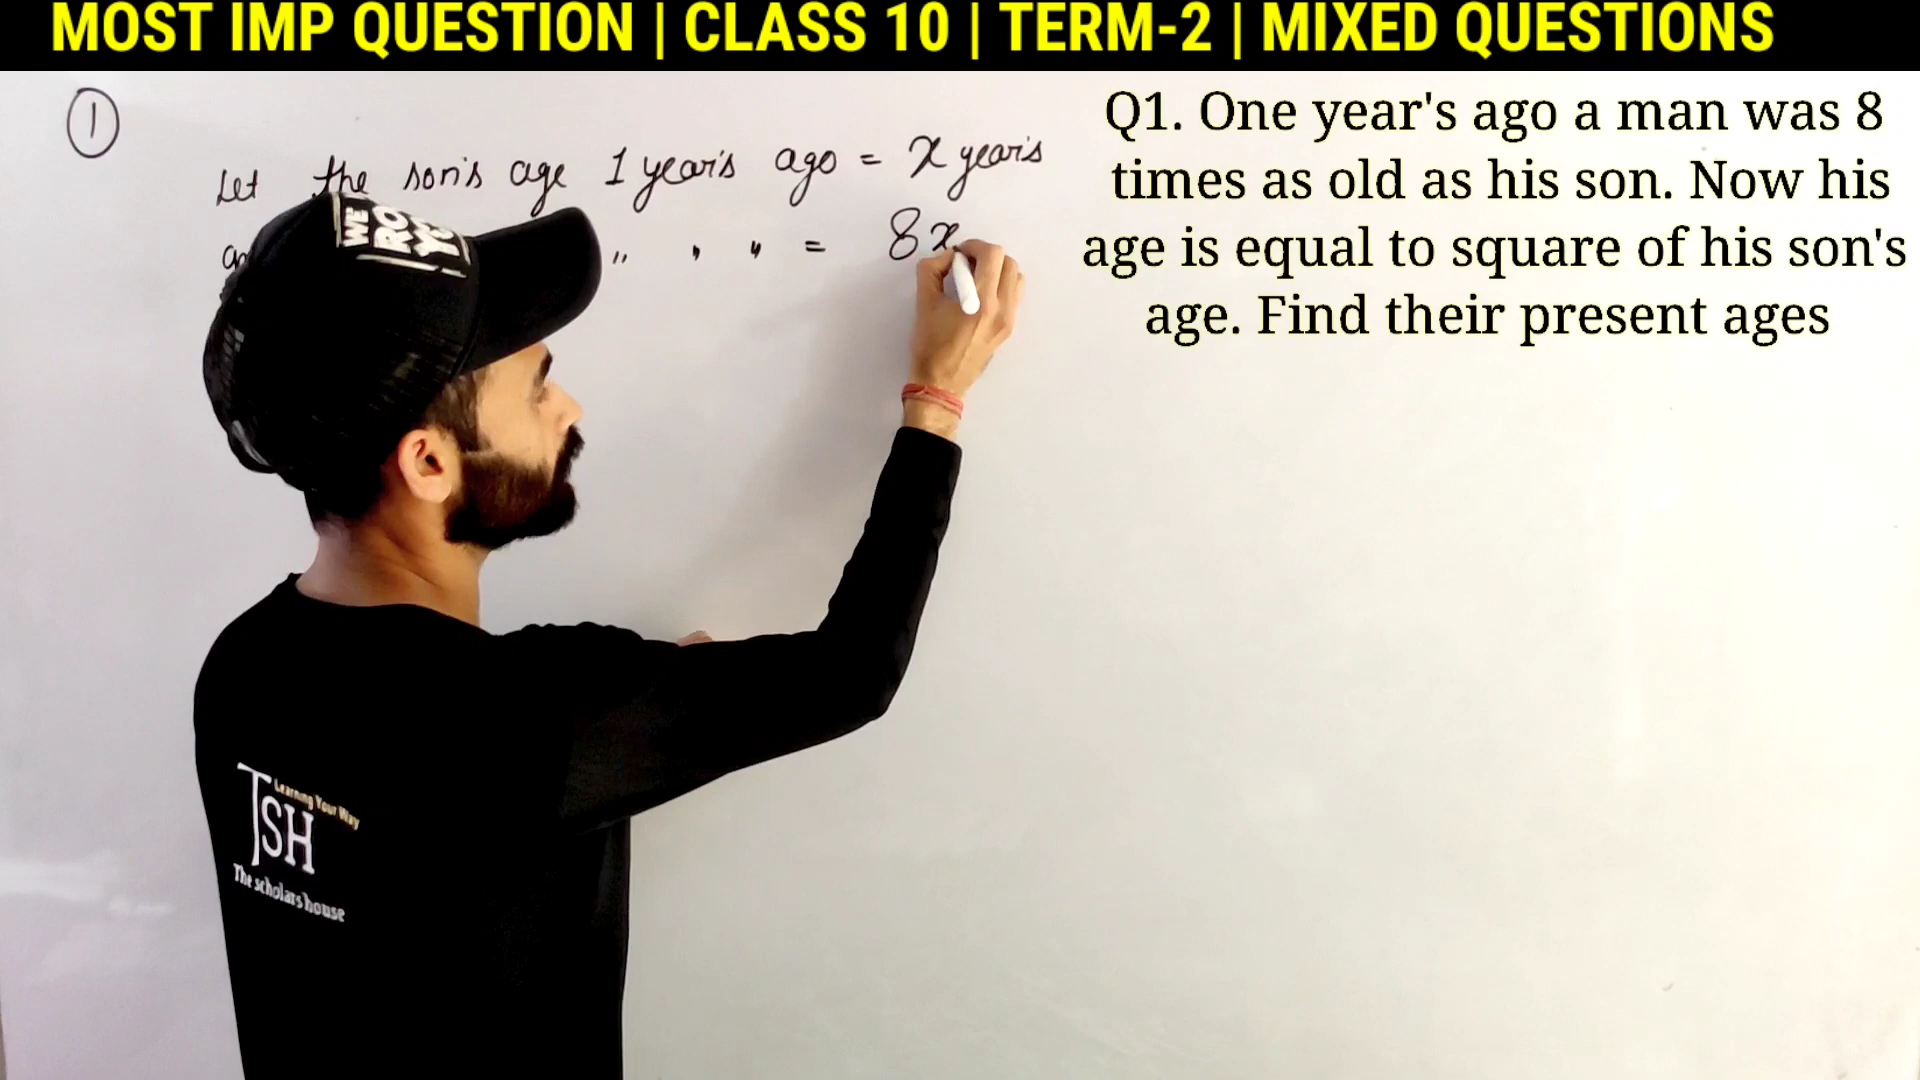 MOST IMP QUESTION | CLASS 10 | TERM-2 | MIXED QUESTIONS
1
Let the son's age 1 year's ago = x year's
" , " = 8x
Q1. One year's ago a man was 8
times as old as his son. Now his
age is equal to square of his son's
age. Find their present ages
WE
Learning Your Way
TSH
The scholars house